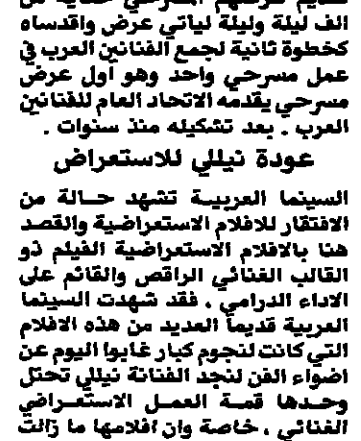 تقديم عرضهم المسرحي حكاية من
الف ليلة وليلة ليأتي عرض واقدساه
كخطوة ثانية لجمع الفنانين العرب في
عمل مسرحي واحد وهو اول عرض
مسرحي يقدمه الاتحاد العام للفنانين
العرب . بعد تشكيله منذ سنوات .
عودة نيللي للاستعراض
السينما العربية تشهد حالة من
الافتقار للافلام الاستعراضية والقصد
هنا بالافلام الاستعراضية الفيلم ذو
القالب الغنائي الراقص والقائم على
الاداء الدرامي . فقد شهدت السينما
العربية قديماً العديد من هذه الافلام
التي كانت لنجوم كبار غابوا اليوم عن
اضواء الفن لنجد الفنانة نيللي تحتل
وحدها قمة العمل الاستعراضي
الغنائي ، خاصة وان افلامها ما زالت